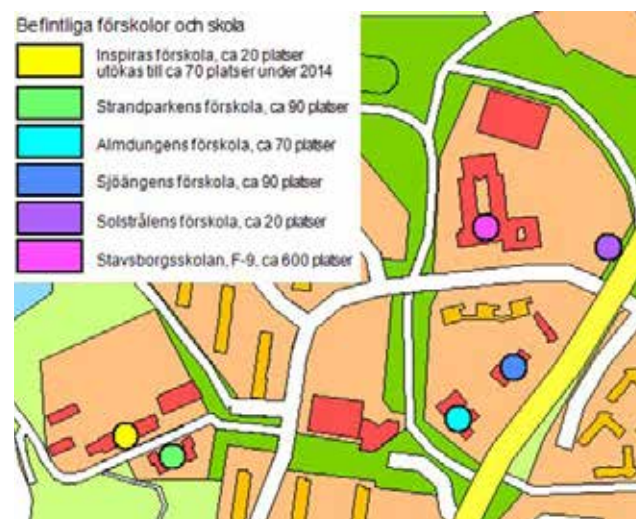 Befintliga förskolor och skola
Inspiras förskola, ca 20 platser
utökas till ca 70 platser under 2014
Strandparkens förskola, ca 90 platser
Almdungens förskola, ca 70 platser
Sjöängens förskola, ca 90 platser
Solstrålens förskola, ca 20 platser
Stavsborgsskolan, F-9, ca 600 platser